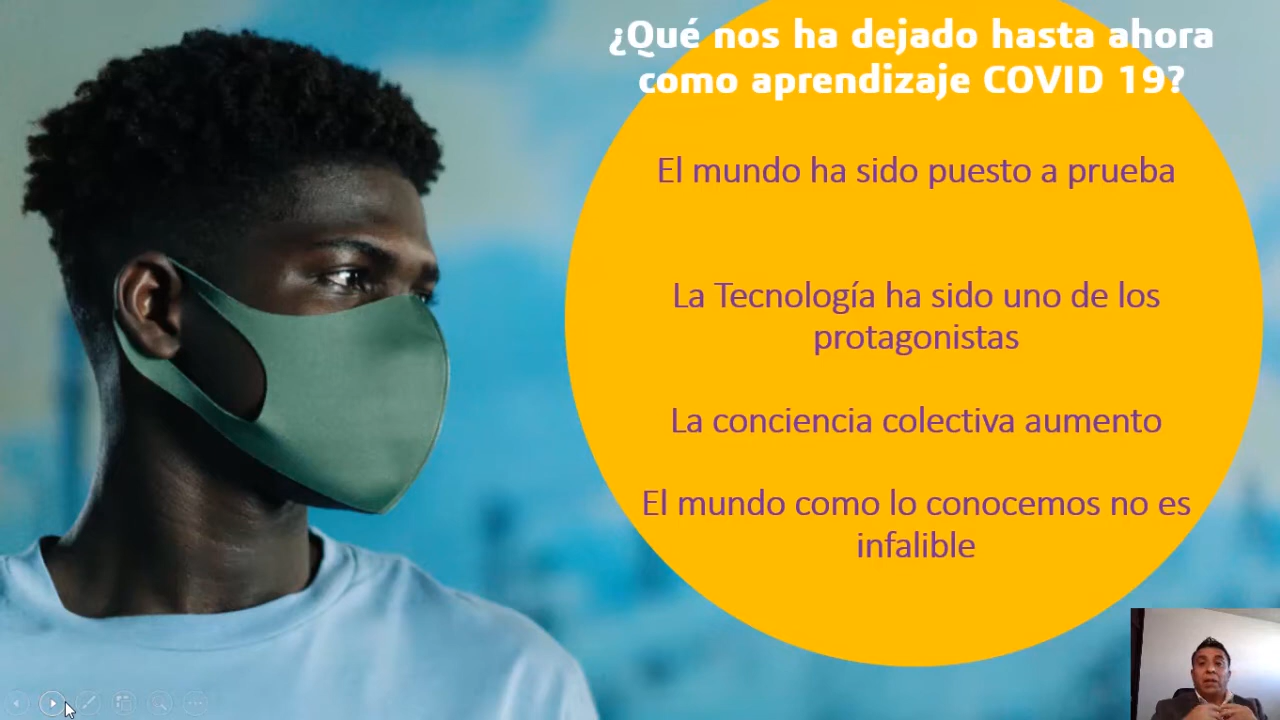 ¿Qué nos ha dejado hasta ahora
como aprendizaje COVID 19?
El mundo ha sido puesto a prueba
La Tecnología ha sido uno de los
protagonistas
La conciencia colectiva aumento
El mundo como lo conocemos no es
infalible